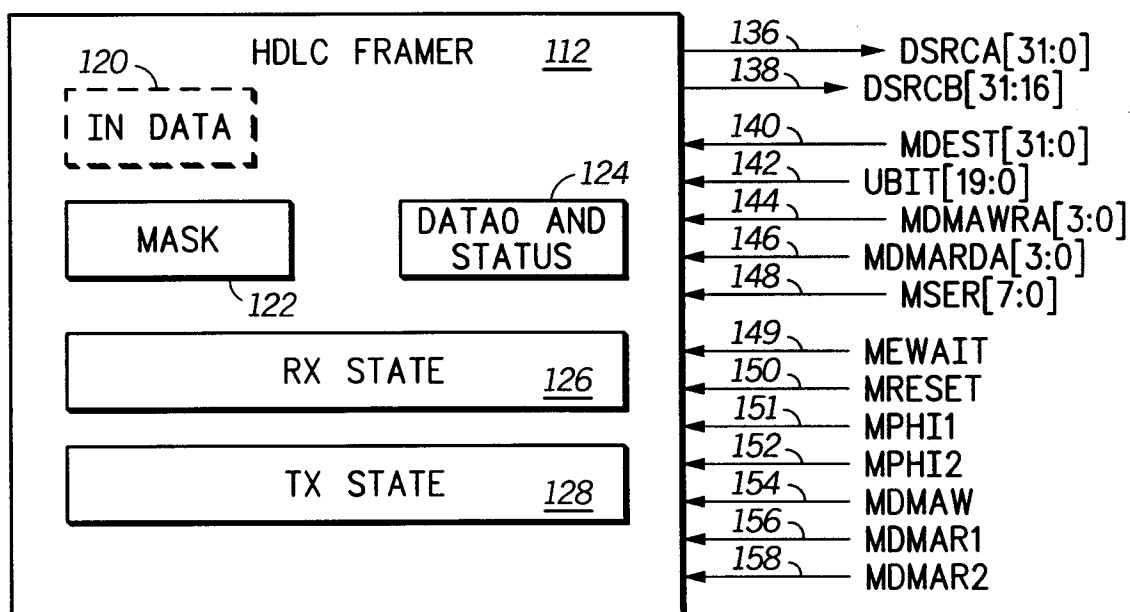 HDLC FRAMER 112
120
IN DATA
MASK
122
124
DATA0 AND
STATUS
RX STATE 126
TX STATE 128
136 DSRCA[31:0]
138 DSRCB[31:16]
140 MDEST[31:0]
142 UBIT[19:0]
144 MDMAWRA[3:0]
146 MDMARDA[3:0]
148 MSER[7:0]
149 MEWAIT
150 MRESET
151 MPHI1
152 MPHI2
154 MDMAW
156 MDMAR1
158 MDMAR2